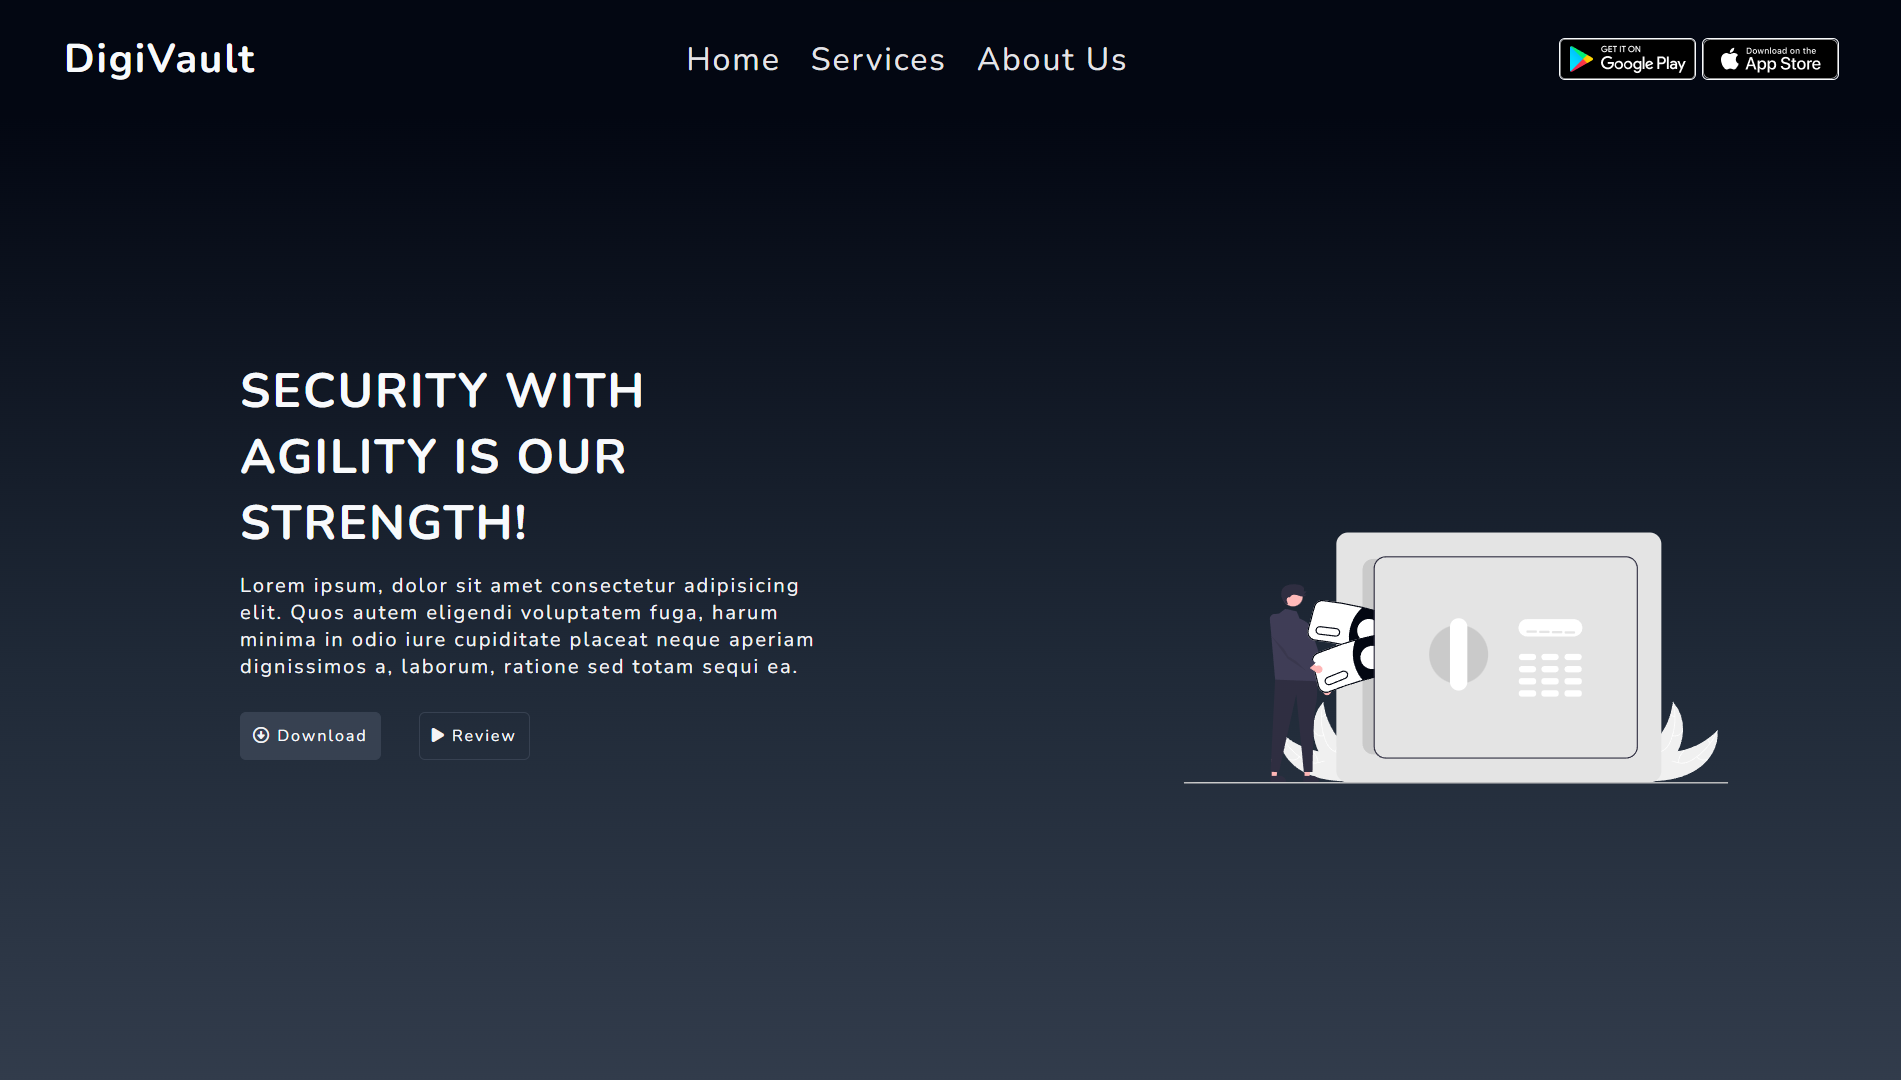 DigiVault
Home Services About Us
GET IT ON
Google Play
Download on the
App Store
SECURITY WITH
AGILITY IS OUR
STRENGTH!
Lorem ipsum, dolor sit amet consectetur adipisicing
elit. Quos autem eligendi voluptatem fuga, harum
minima in odio iure cupiditate placeat neque aperiam
dignissimos a, laborum, ratione sed totam sequi ea.
Download
Review